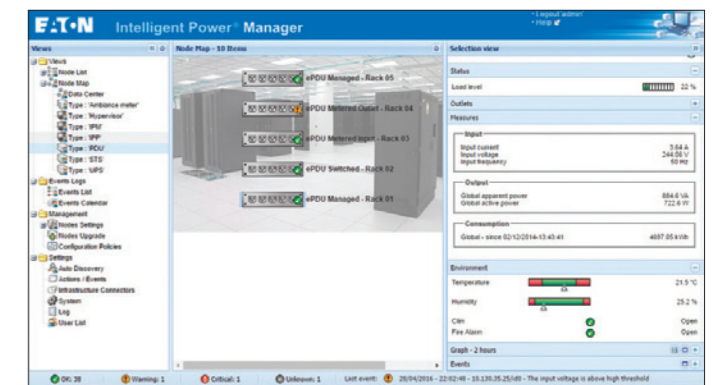 • Logout 'admin'
• Help
E·T·N Intelligent Power® Manager
Views
Node Map - 10 Items
Selection view
Views
Node List
Node Map
Data Center
Type : 'Ambiance meter'
Type : 'Hypervisor'
Type : 'IPM'
Type : 'IPP'
Type : 'PDU'
Type : 'STS'
Type : 'UPS'
Events Logs
Events List
Events Calendar
Management
Nodes Settings
Nodes Upgrade
Configuration Policies
Settings
Auto Discovery
Actions / Events
Infrastructure Connectors
System
Log
User List
ePDU Managed - Rack 05
ePDU Metered Outlet - Rack 04
ePDU Metered Input - Rack 03
ePDU Switched - Rack 02
ePDU Managed - Rack 01
Status
Load level 22 %
Outlets
Measures
Input
Input current 3.64 A
Input voltage 244.06 V
Input frequency 50 Hz
Output
Global apparent power 884.6 VA
Global active power 722.6 W
Consumption
Global - since 02/12/2014-13:43:41 4687.05 kWh
Environment
Temperature 21.5 °C
Humidity 25.2 %
Clim Open
Fire Alarm Open
Graph - 2 hours
Events
OK: 38 Warning: 1 Critical: 1 Unknown: 1 Last event: 28/04/2016 - 22:02:48 - 10.130.35.25/id0 - The input voltage is above high threshold